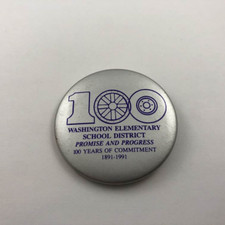 100
WASHINGTON ELEMENTARY
SCHOOL DISTRICT
PROMISE AND PROGRESS
100 YEARS OF COMMITMENT
1891-1991